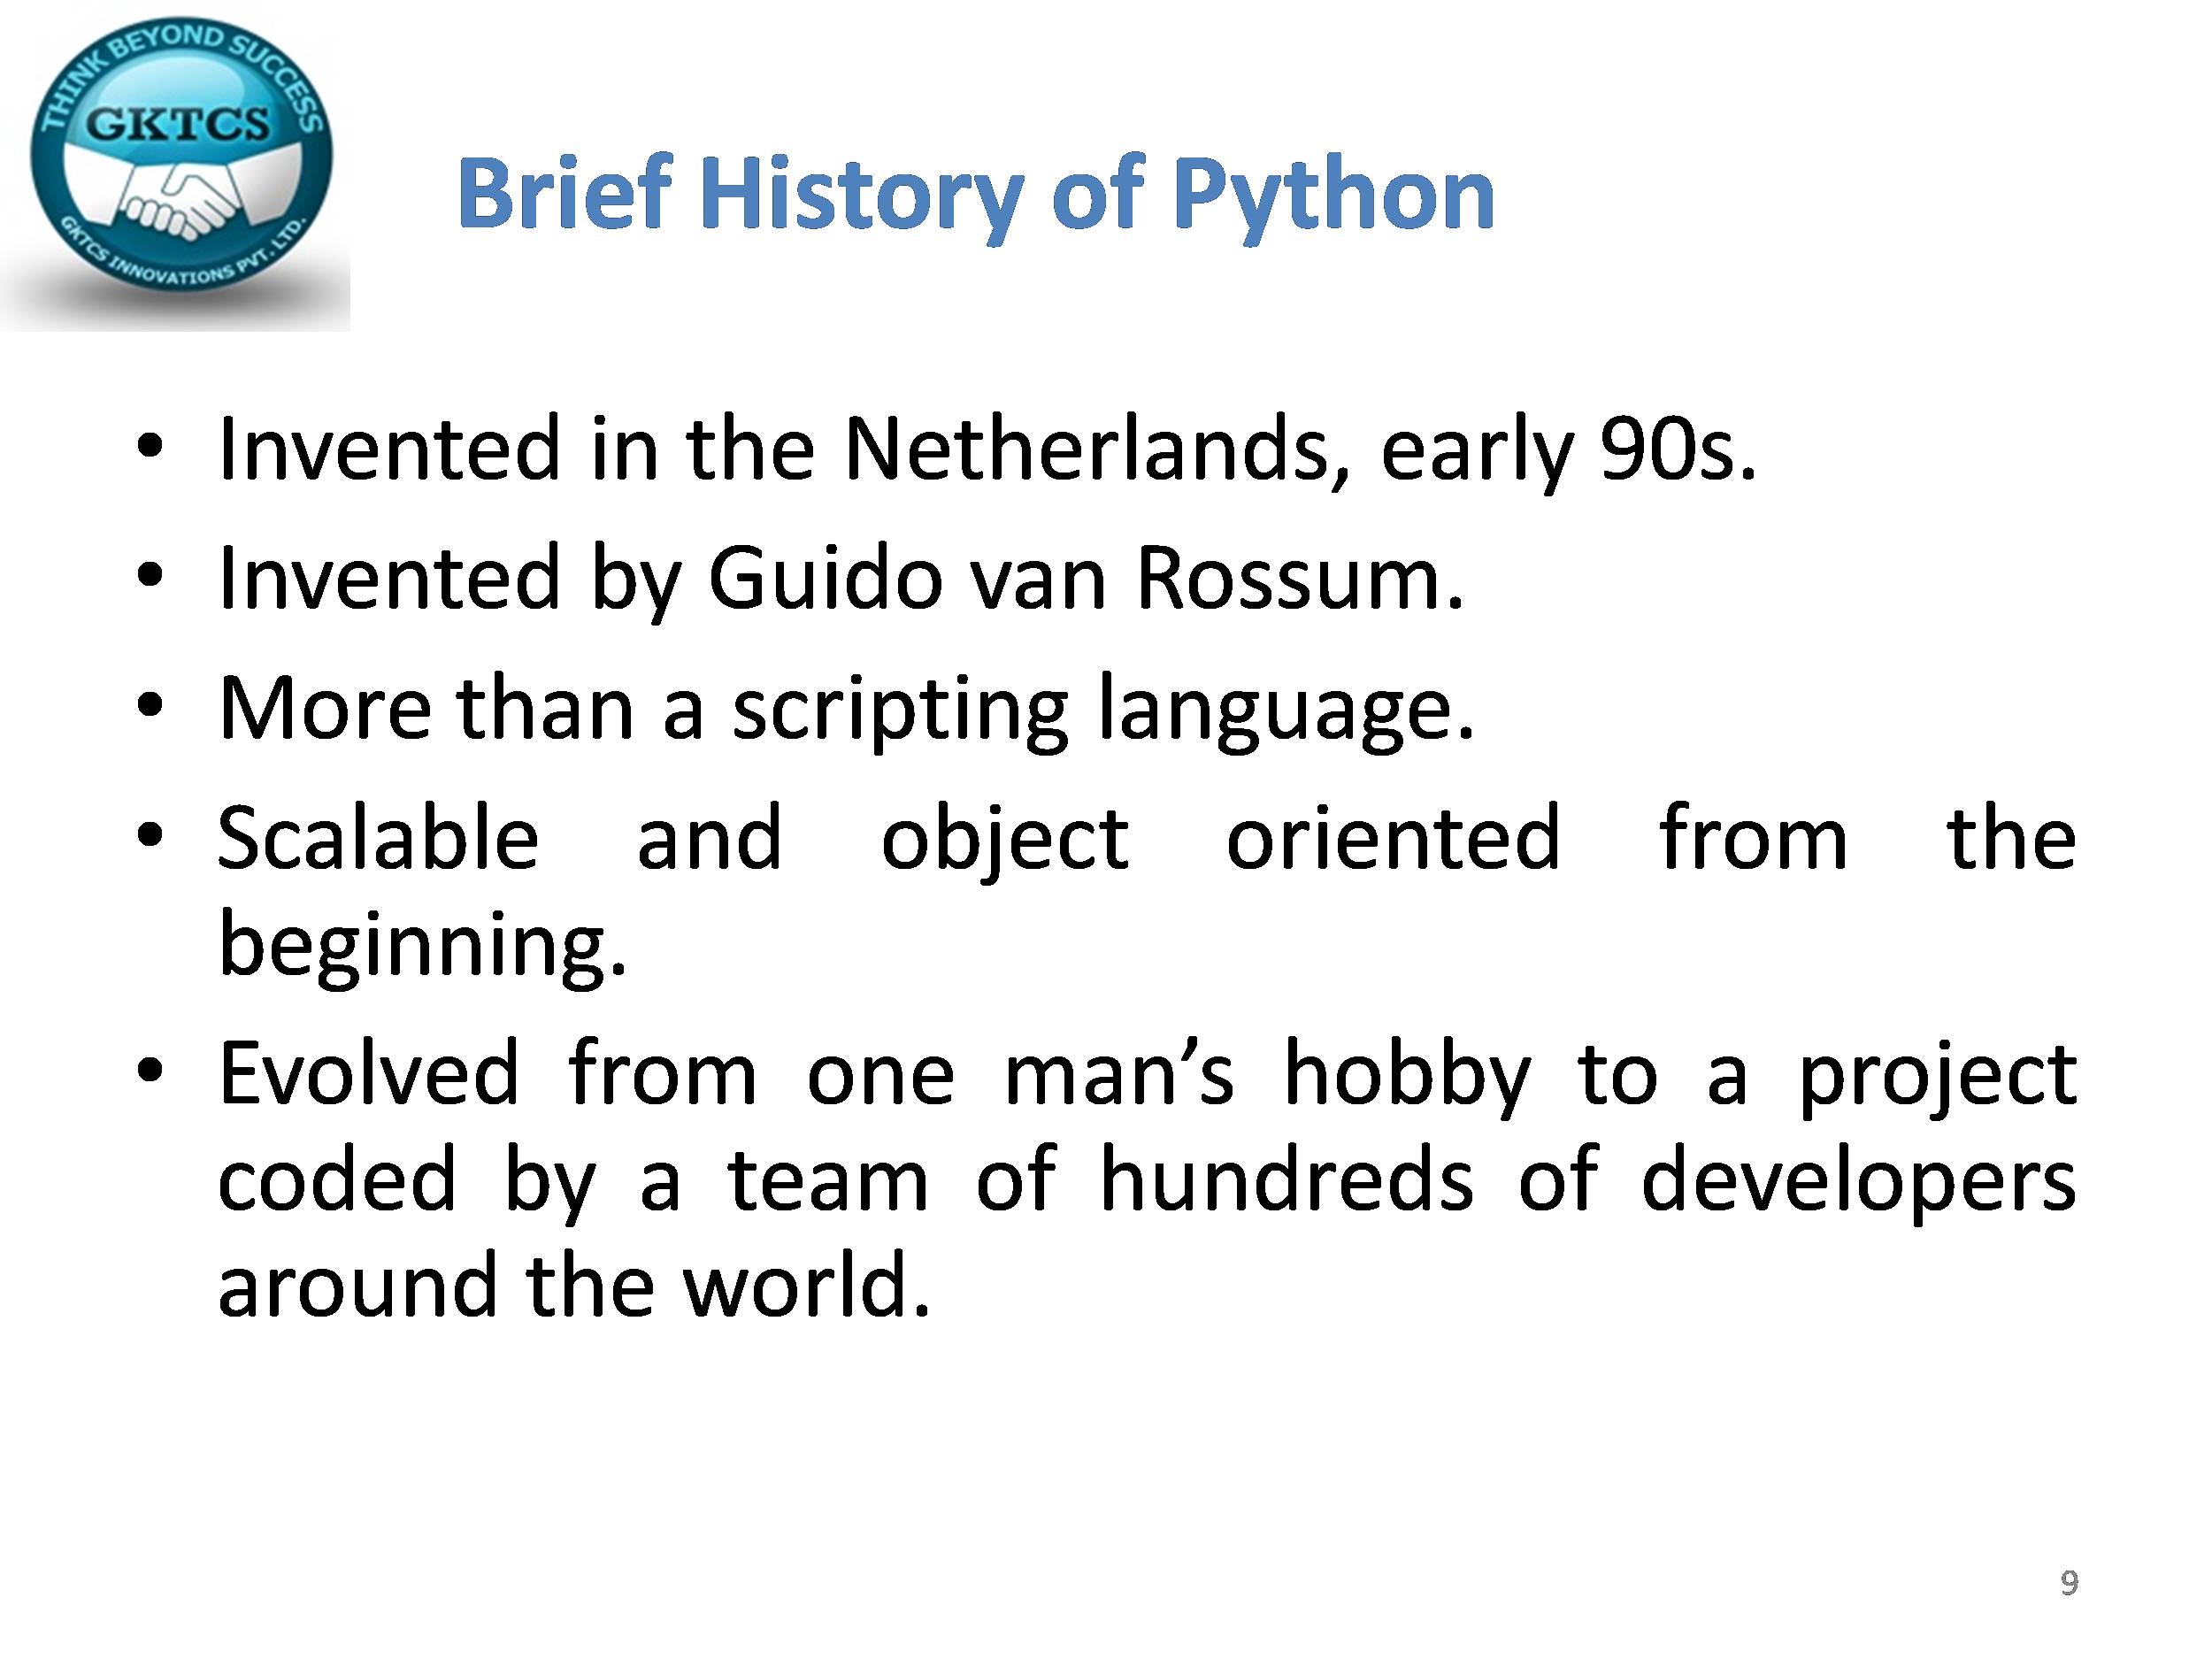 THINK BEYOND SUCCESS
GKTCS
GKTCS INNOVATIONS PVT. LTD.
Brief History of Python
• Invented in the Netherlands, early 90s.
• Invented by Guido van Rossum.
• More than a scripting language.
• Scalable and object oriented from the
beginning.
• Evolved from one man’s hobby to a project
coded by a team of hundreds of developers
around the world.
9